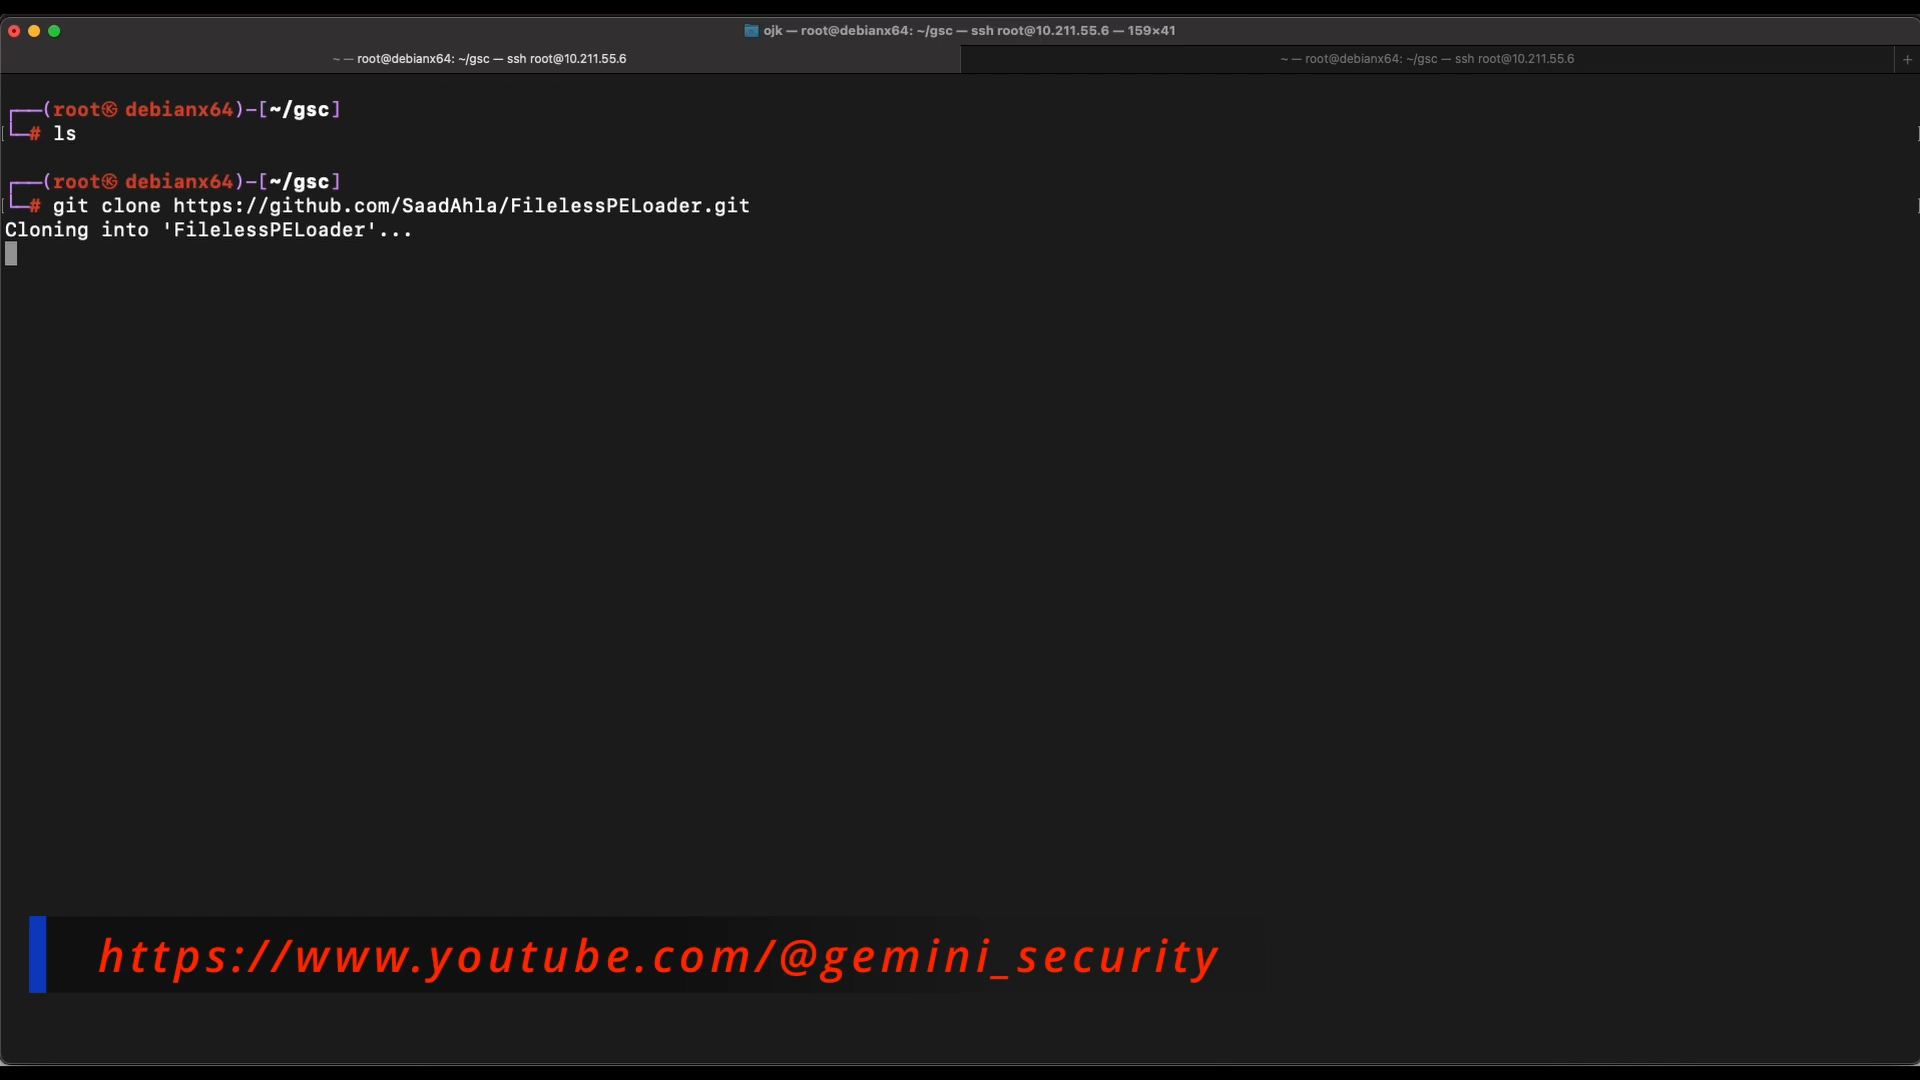 ojk — root@debianx64: ~/gsc — ssh root@10.211.55.6 — 159×41
~ — root@debianx64: ~/gsc — ssh root@10.211.55.6
~ — root@debianx64: ~/gsc — ssh root@10.211.55.6 +
┌──(root㉿ debianx64)-[~/gsc]
└─# ls
┌──(root㉿ debianx64)-[~/gsc]
└─# git clone https://github.com/SaadAhla/FilelessPELoader.git
Cloning into 'FilelessPELoader'...
https://www.youtube.com/@gemini_security